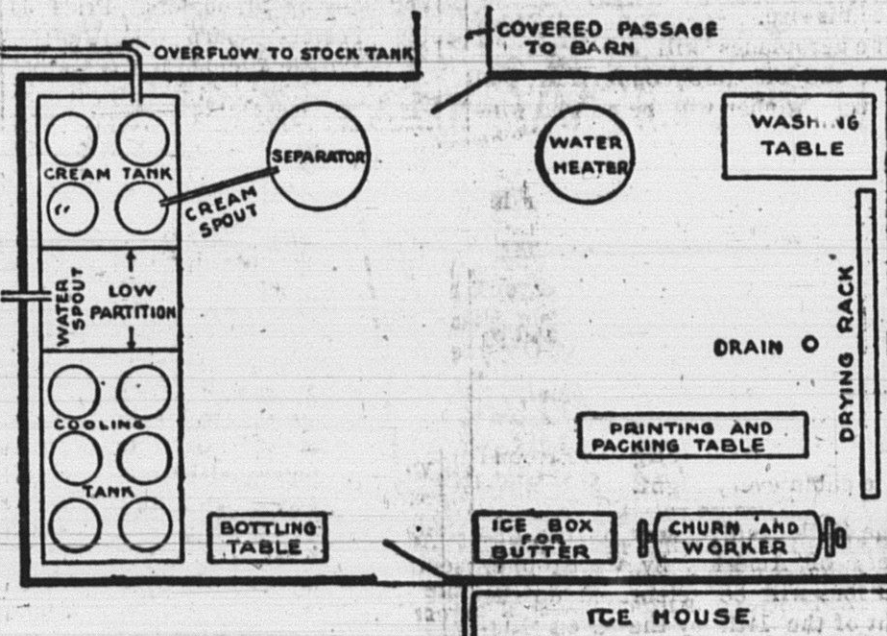 OVERFLOW TO STOCK TANK
COVERED PASSAGE
TO BARN
CREAM TANK
SEPARATOR
CREAM
SPOUT
WATER
HEATER
WASHING
TABLE
WATER
SPOUT
LOW
PARTITION
DRAIN
DRYING RACK
COOLING
TANK
PRINTING AND
PACKING TABLE
BOTTLING
TABLE
ICE BOX
FOR
BUTTER
CHURN AND
WORKER
ICE HOUSE